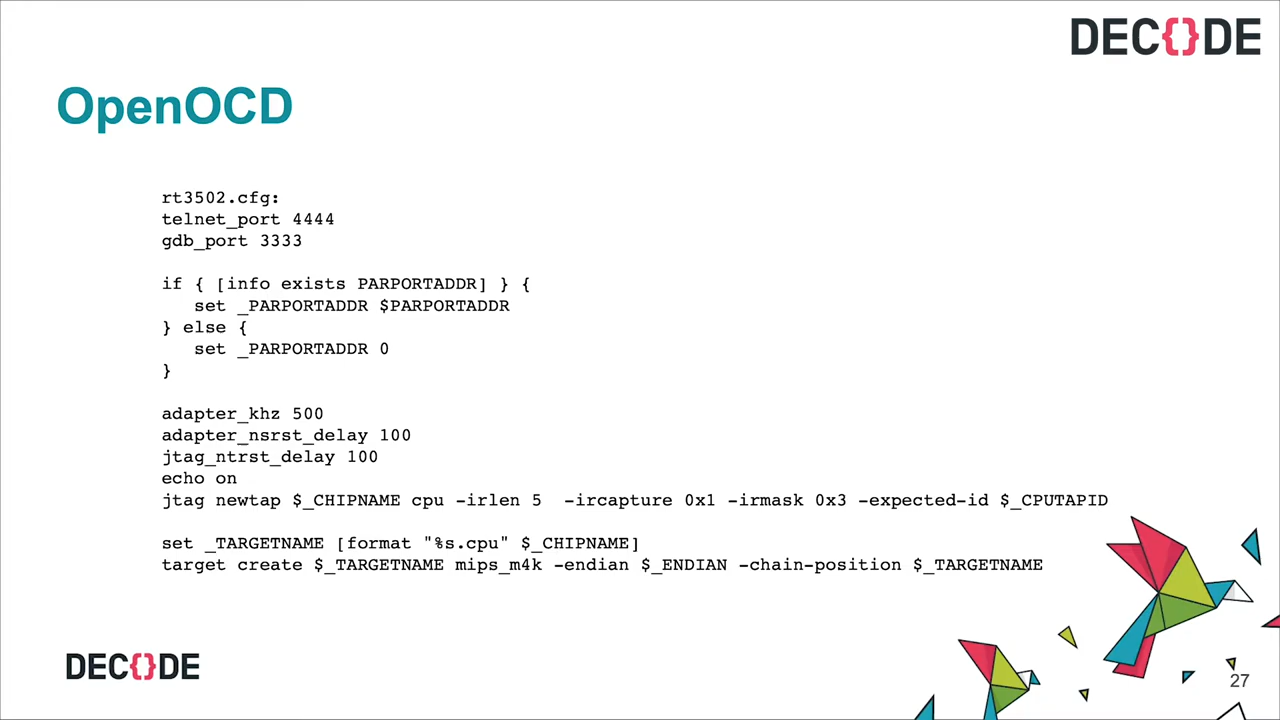 DEC{}DE
OpenOCD
rt3502.cfg:
telnet_port 4444
gdb_port 3333
if { [info exists PARPORTADDR] } {
   set _PARPORTADDR $PARPORTADDR
} else {
   set _PARPORTADDR 0
}
adapter_khz 500
adapter_nsrst_delay 100
jtag_ntrst_delay 100
echo on
jtag newtap $_CHIPNAME cpu -irlen 5  -ircapture 0x1 -irmask 0x3 -expected-id $_CPUTAPID
set _TARGETNAME [format "%s.cpu" $_CHIPNAME]
target create $_TARGETNAME mips_m4k -endian $_ENDIAN -chain-position $_TARGETNAME
DEC{}DE
27